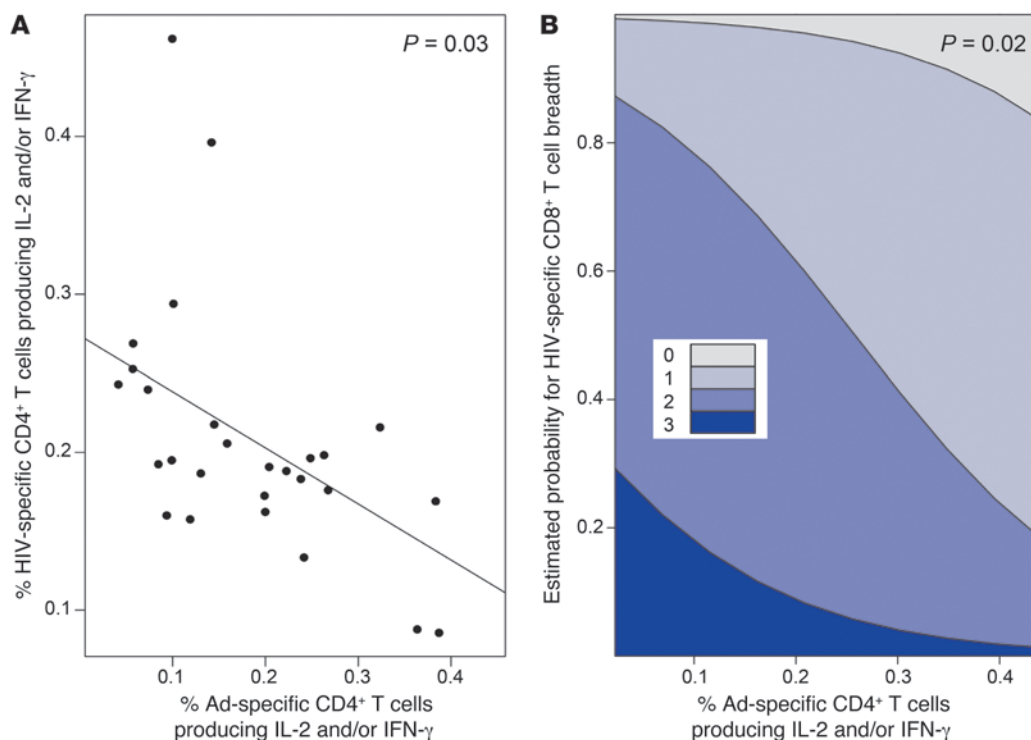 A
P = 0.03
% HIV-specific CD4⁺ T cells producing IL-2 and/or IFN-γ
0.4
0.3
0.2
0.1
0.1 0.2 0.3 0.4
% Ad-specific CD4⁺ T cells
producing IL-2 and/or IFN-γ
B
P = 0.02
Estimated probability for HIV-specific CD8⁺ T cell breadth
0.8
0.6
0.4
0.2
0
1
2
3
0.1 0.2 0.3 0.4
% Ad-specific CD4⁺ T cells
producing IL-2 and/or IFN-γ